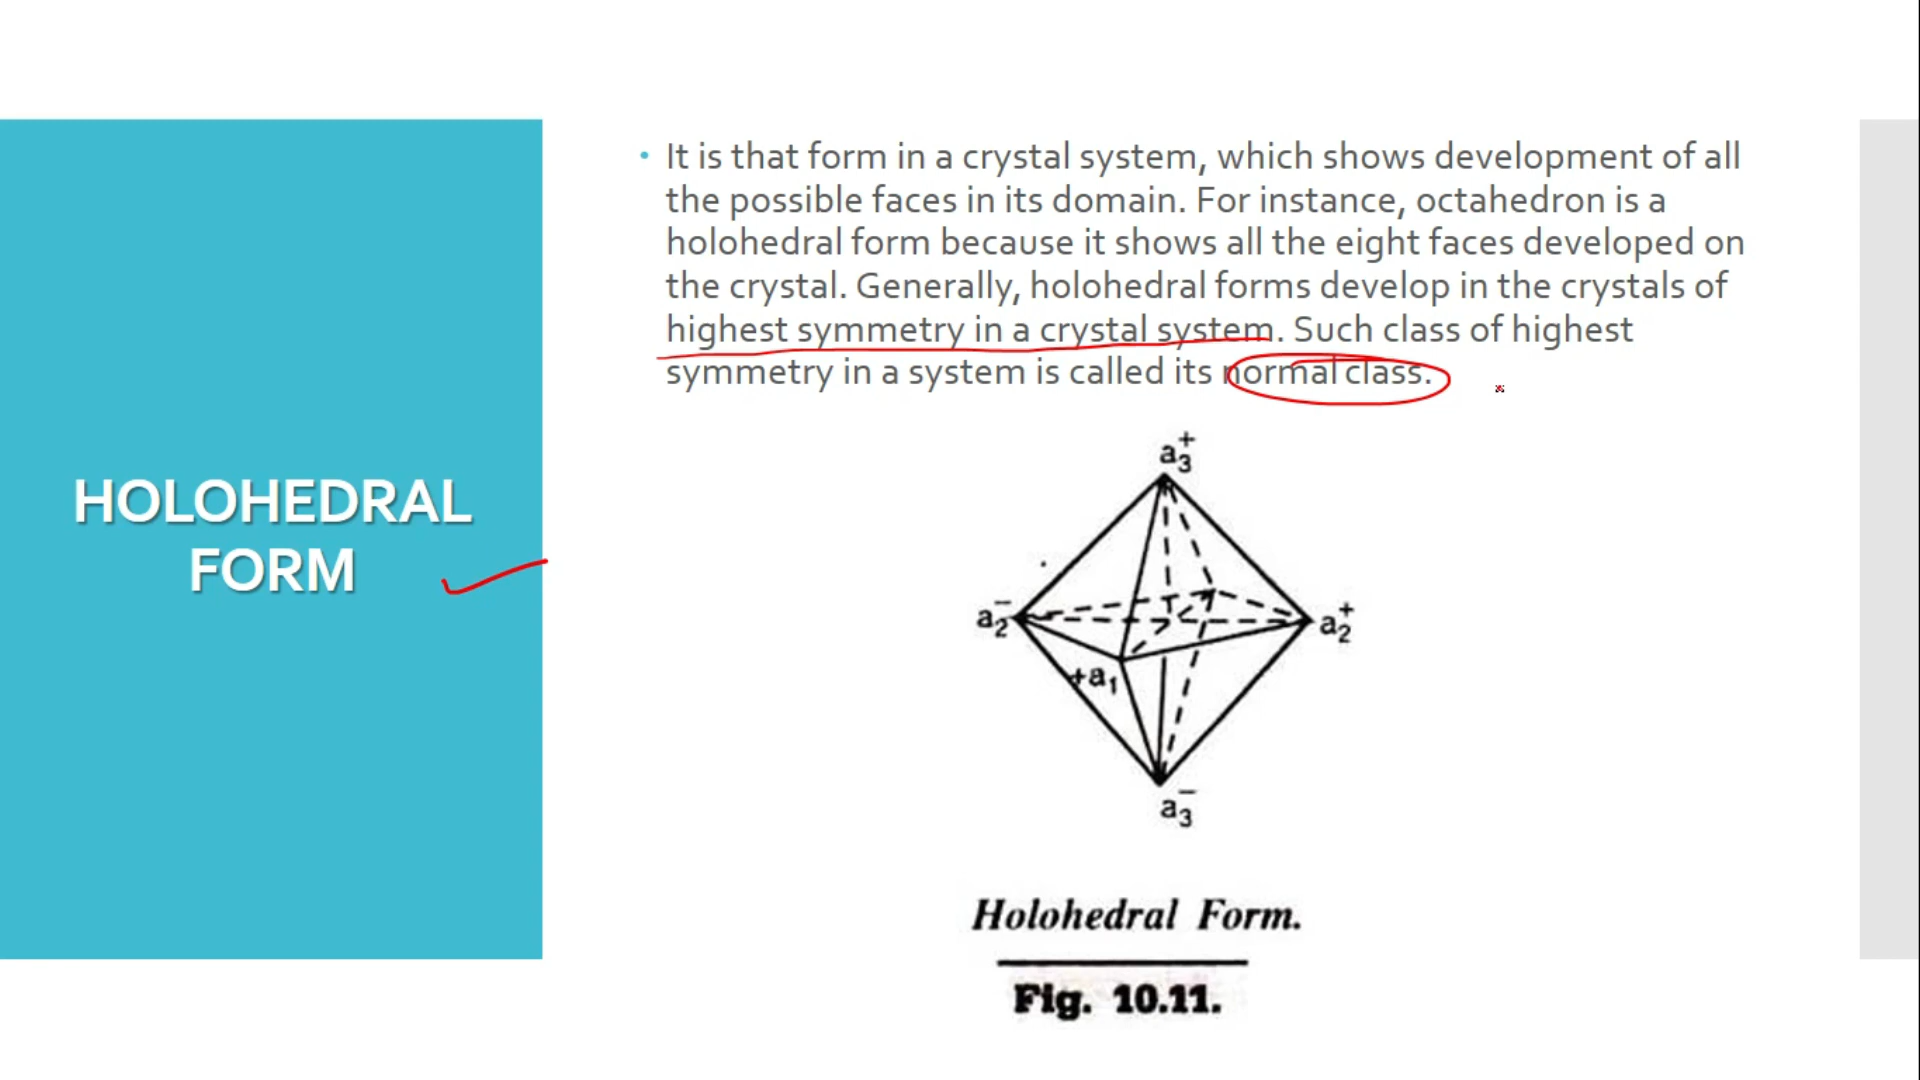 HOLOHEDRAL
FORM
• It is that form in a crystal system, which shows development of all
the possible faces in its domain. For instance, octahedron is a
holohedral form because it shows all the eight faces developed on
the crystal. Generally, holohedral forms develop in the crystals of
highest symmetry in a crystal system. Such class of highest
symmetry in a system is called its normal class.
a₃⁺
a₂⁻
a₂⁺
+a₁
a₃⁻
Holohedral Form.
Fig. 10.11.